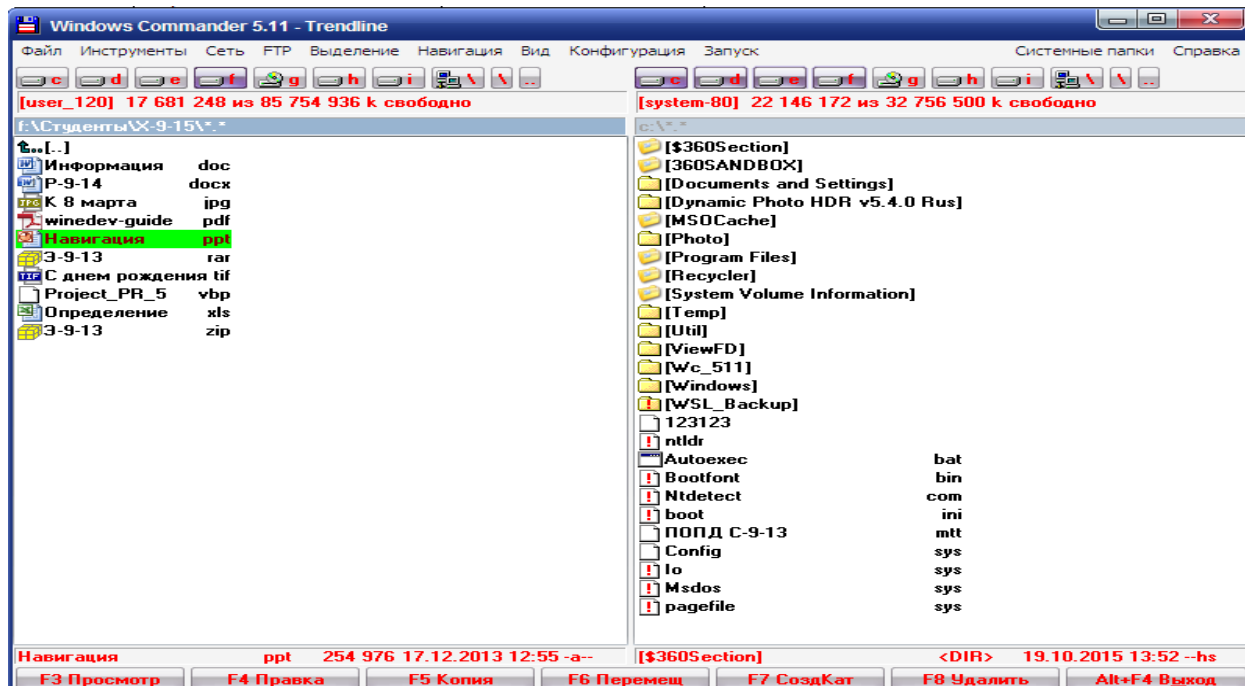 Windows Commander 5.11 - Trendline
Файл Инструменты Сеть FTP Выделение Навигация Вид Конфигурация Запуск Системные папки Справка
c d e f g h i \ \ .. c d e f g h i \ \ ..
[user_120] 17 681 248 из 85 754 936 k свободно
f:\Студенты\X-9-15\*.*
..[..]
Информация doc
P-9-14 docx
К 8 марта jpg
winedev-guide pdf
Навигация ppt
Э-9-13 rar
С днем рождения tif
Project_PR_5 vbp
Определение xls
Э-9-13 zip
Навигация ppt 254 976 17.12.2013 12:55 -a--
[system-80] 22 146 172 из 32 756 500 k свободно
c:\*.*
[$360Section]
[360SANDBOX]
[Documents and Settings]
[Dynamic Photo HDR v5.4.0 Rus]
[MSOCache]
[Photo]
[Program Files]
[Recycler]
[System Volume Information]
[Temp]
[Util]
[ViewFD]
[Wc_511]
[Windows]
[WSL_Backup]
123123
ntldr
Autoexec bat
Bootfont bin
Ntdetect com
boot ini
ПОПД С-9-13 mtt
Config sys
Io sys
Msdos sys
pagefile sys
[$360Section] <DIR> 19.10.2015 13:52 --hs
F3 Просмотр F4 Правка F5 Копия F6 Перемещ F7 СоздКат F8 Удалить Alt+F4 Выход